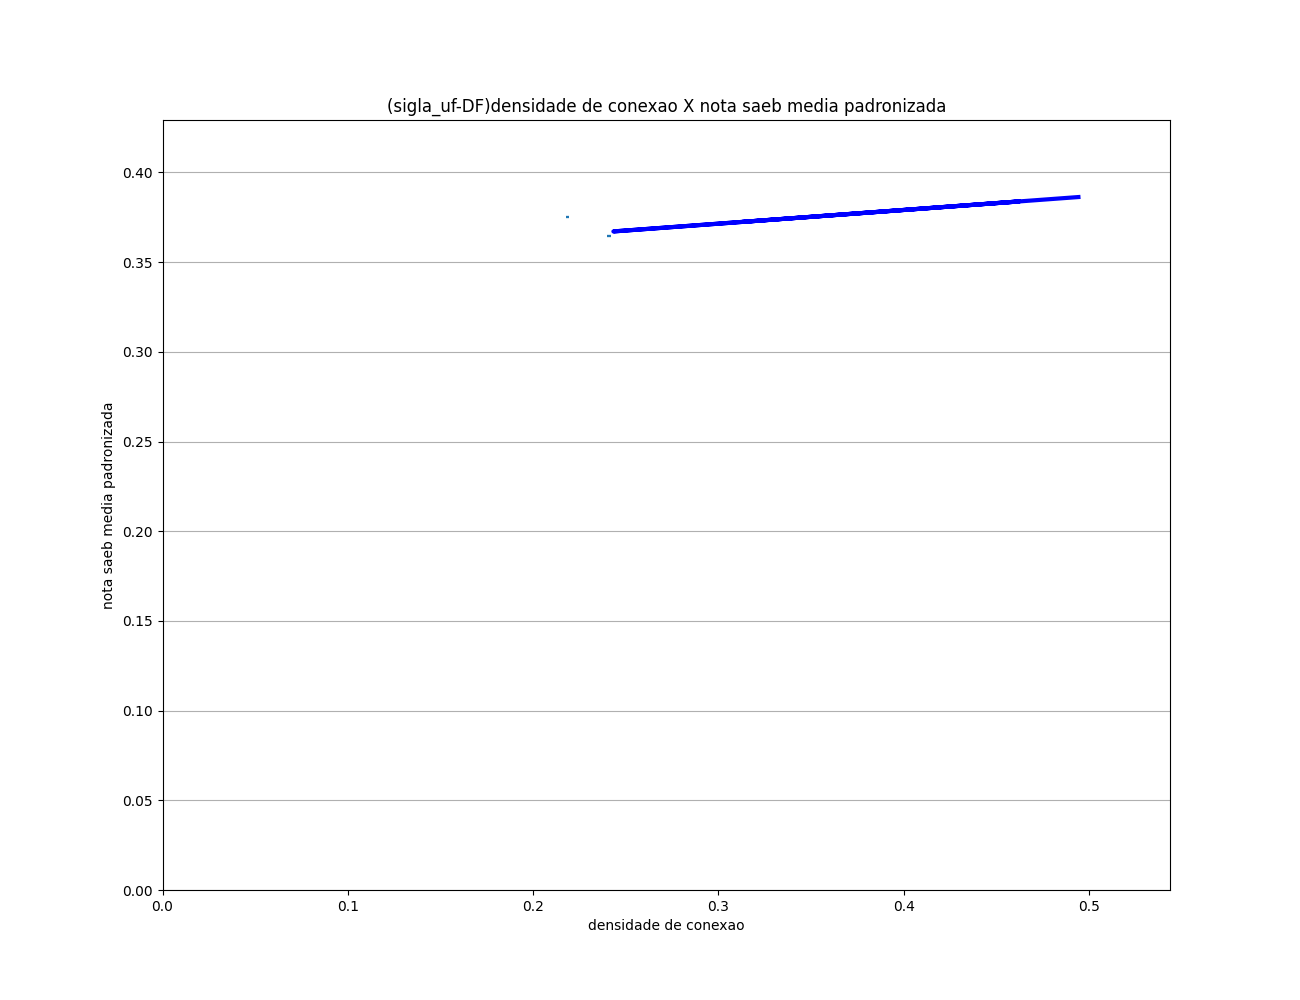 (sigla_uf-DF)densidade de conexao X nota saeb media padronizada
nota saeb media padronizada
0.40
0.35
0.30
0.25
0.20
0.15
0.10
0.05
0.00
0.0 0.1 0.2 0.3 0.4 0.5
densidade de conexao